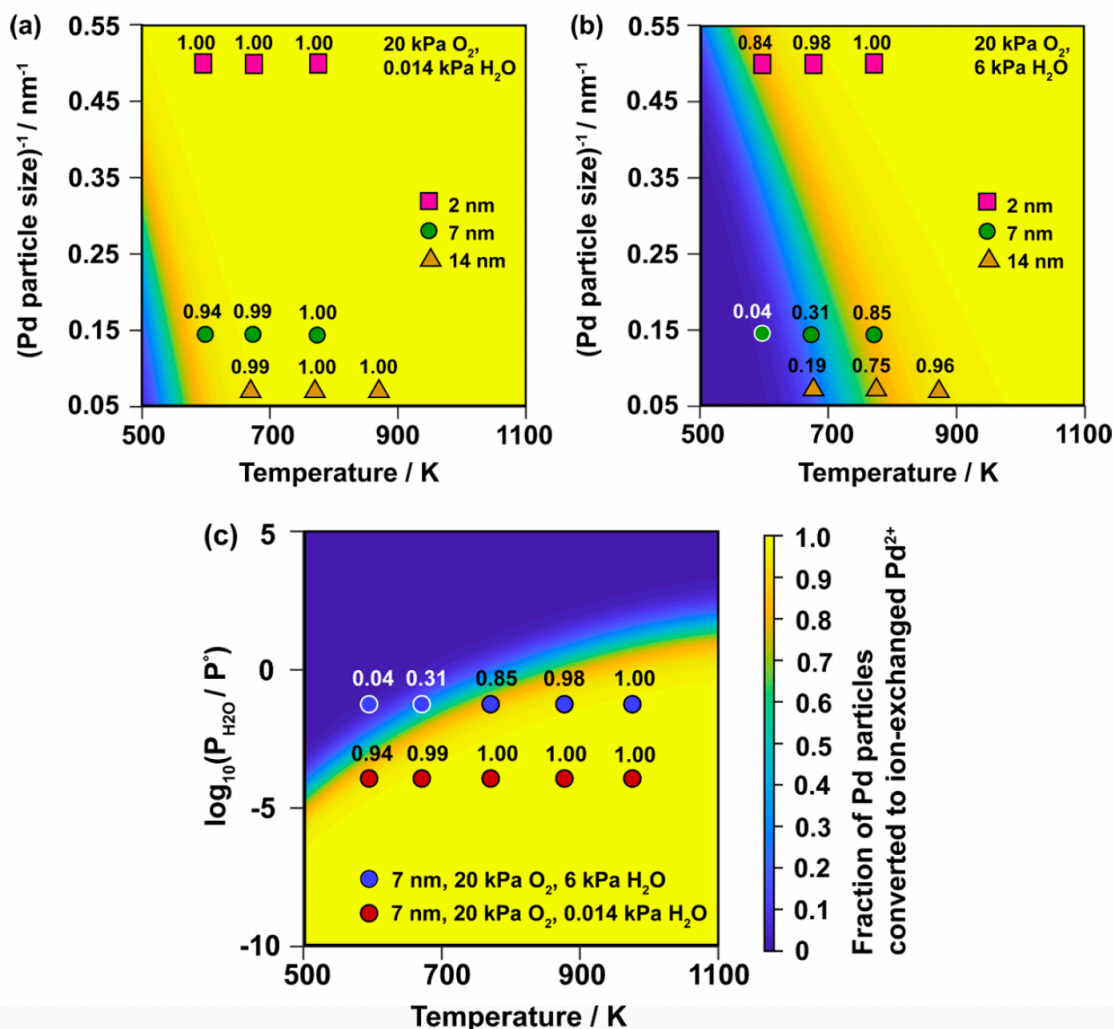 (a)
0.55
0.45
0.35
0.25
0.15
0.05
(Pd particle size)⁻¹ / nm⁻¹
1.00 1.00 1.00
20 kPa O₂,
0.014 kPa H₂O
2 nm
7 nm
14 nm
0.94 0.99 1.00
0.99 1.00 1.00
500 700 900 1100
Temperature / K
(b)
0.55
0.45
0.35
0.25
0.15
0.05
(Pd particle size)⁻¹ / nm⁻¹
0.84 0.98 1.00
20 kPa O₂,
6 kPa H₂O
2 nm
7 nm
14 nm
0.04 0.31 0.85
0.19 0.75 0.96
500 700 900 1100
Temperature / K
(c)
5
0
-5
-10
log₁₀(P_H2O / P°)
0.04 0.31 0.85 0.98 1.00
0.94 0.99 1.00 1.00 1.00
7 nm, 20 kPa O₂, 6 kPa H₂O
7 nm, 20 kPa O₂, 0.014 kPa H₂O
500 700 900 1100
Temperature / K
1.0
0.9
0.8
0.7
0.6
0.5
0.4
0.3
0.2
0.1
0
Fraction of Pd particles
converted to ion-exchanged Pd²⁺